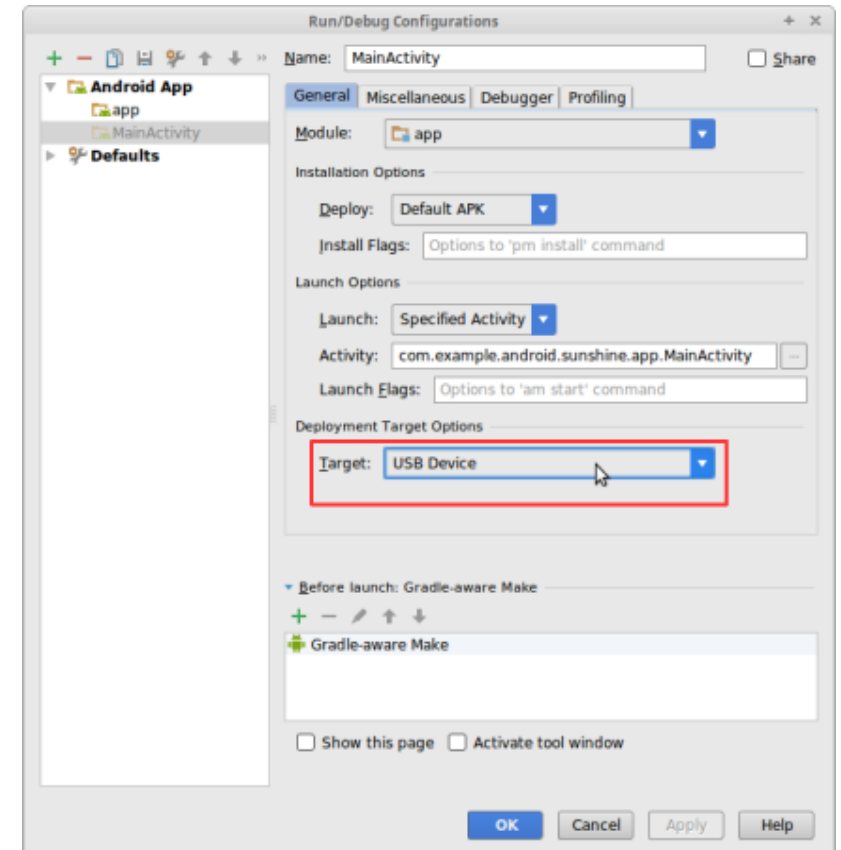 Run/Debug Configurations
Name: MainActivity Share
Android App
app
MainActivity
Defaults
General Miscellaneous Debugger Profiling
Module: app
Installation Options
Deploy: Default APK
Install Flags: Options to 'pm install' command
Launch Options
Launch: Specified Activity
Activity: com.example.android.sunshine.app.MainActivity ...
Launch Flags: Options to 'am start' command
Deployment Target Options
Target: USB Device
Before launch: Gradle-aware Make
Gradle-aware Make
Show this page Activate tool window
OK Cancel Apply Help